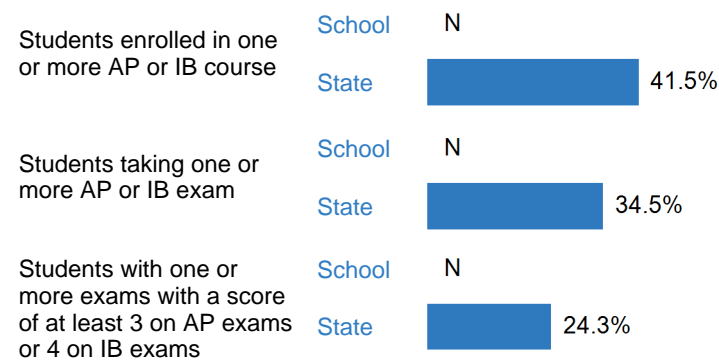 Students enrolled in one
or more AP or IB course
School N
State 41.5%
Students taking one or
more AP or IB exam
School N
State 34.5%
Students with one or
more exams with a score
of at least 3 on AP exams
or 4 on IB exams
School N
State 24.3%